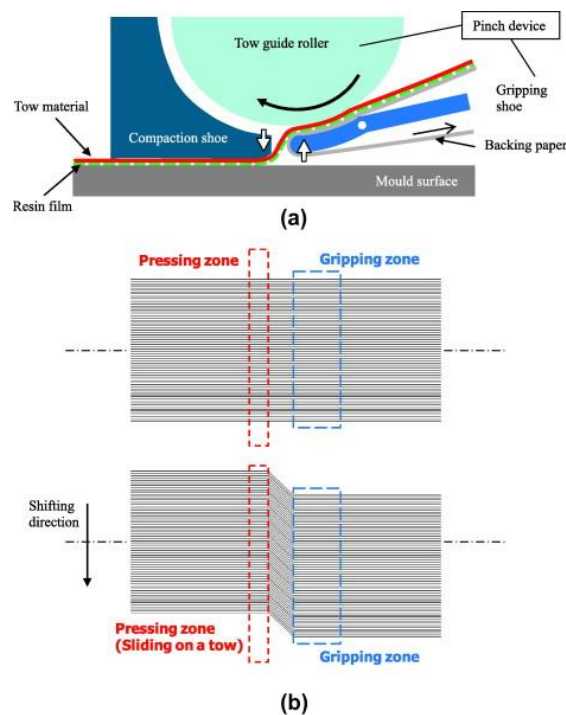 Tow guide roller
Pinch device
Gripping
shoe
Tow material
Compaction shoe
Backing paper
Resin film
Mould surface
(a)
Pressing zone
Gripping zone
Shifting
direction
Pressing zone
(Sliding on a tow)
Gripping zone
(b)